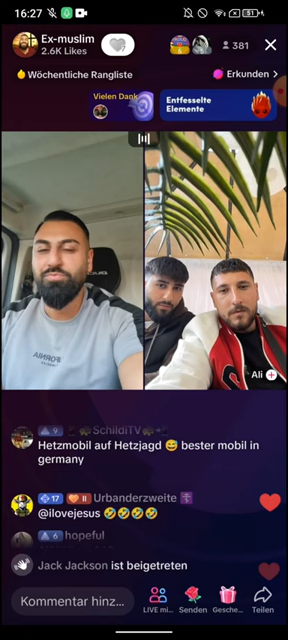 16:27
Ex-muslim
2.6K Likes
381
Wöchentliche Rangliste
Erkunden >
Vielen Dank
Entfesselte
Elemente
Ali
9 SchildiTV
Hetzmobil auf Hetzjagd 😅 bester mobil in
germany
17 II Urbanderzweite
@ilovejesus 🤣🤣🤣🤣
6 hopeful
Jack Jackson ist beigetreten
Kommentar hinz...
LIVE mi...
Senden
Gesche...
Teilen